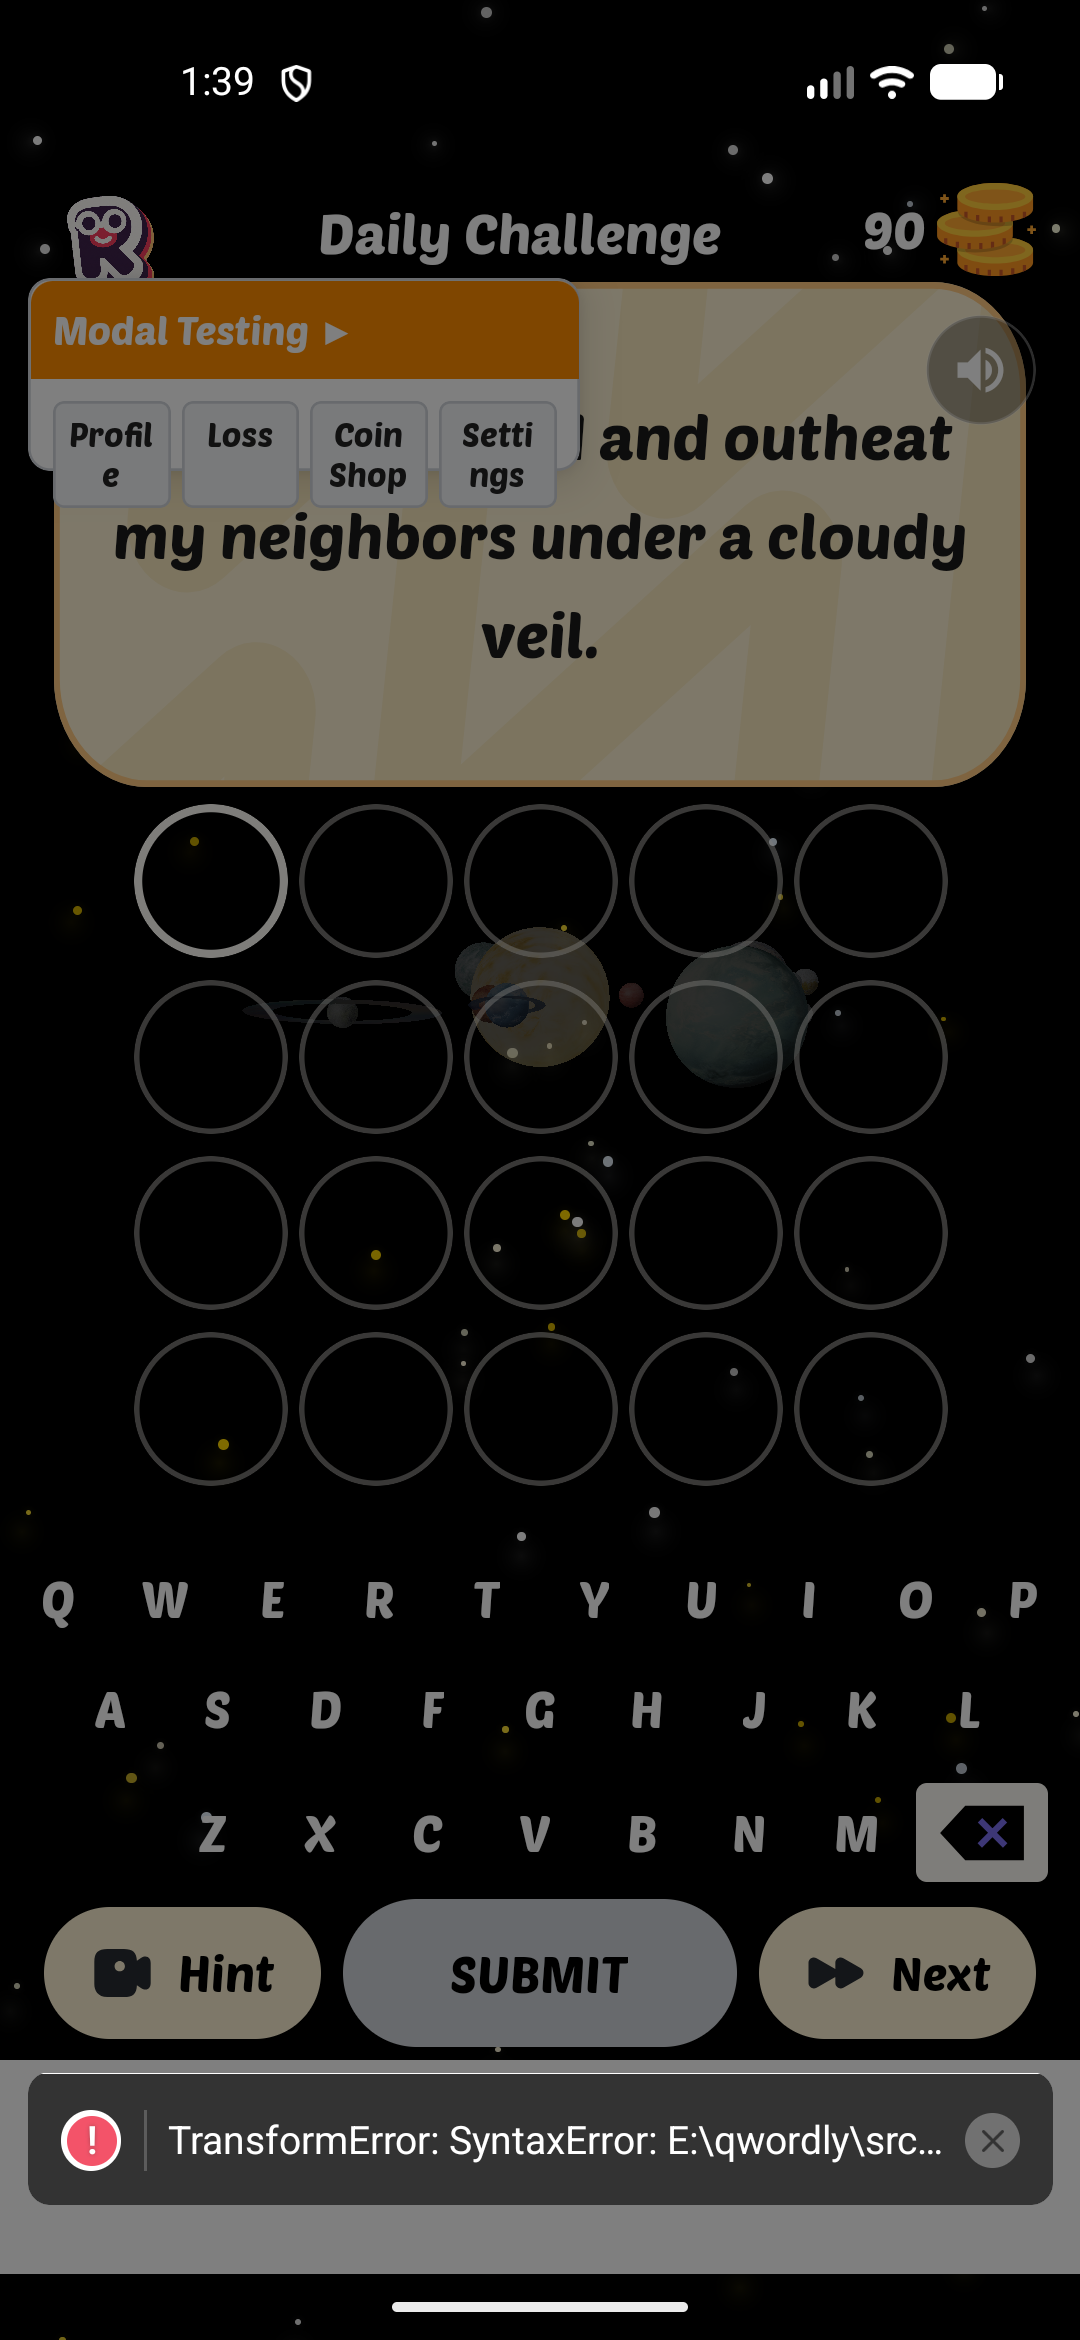 1:39
Daily Challenge
90
Modal Testing ►
Profil
e
Loss
Coin
Shop
Setti
ngs
and outheat
my neighbors under a cloudy
veil.
Q W E R T Y U I O P
A S D F G H J K L
Z X C V B N M
Hint
SUBMIT
Next
! TransformError: SyntaxError: E:\qwordly\src...